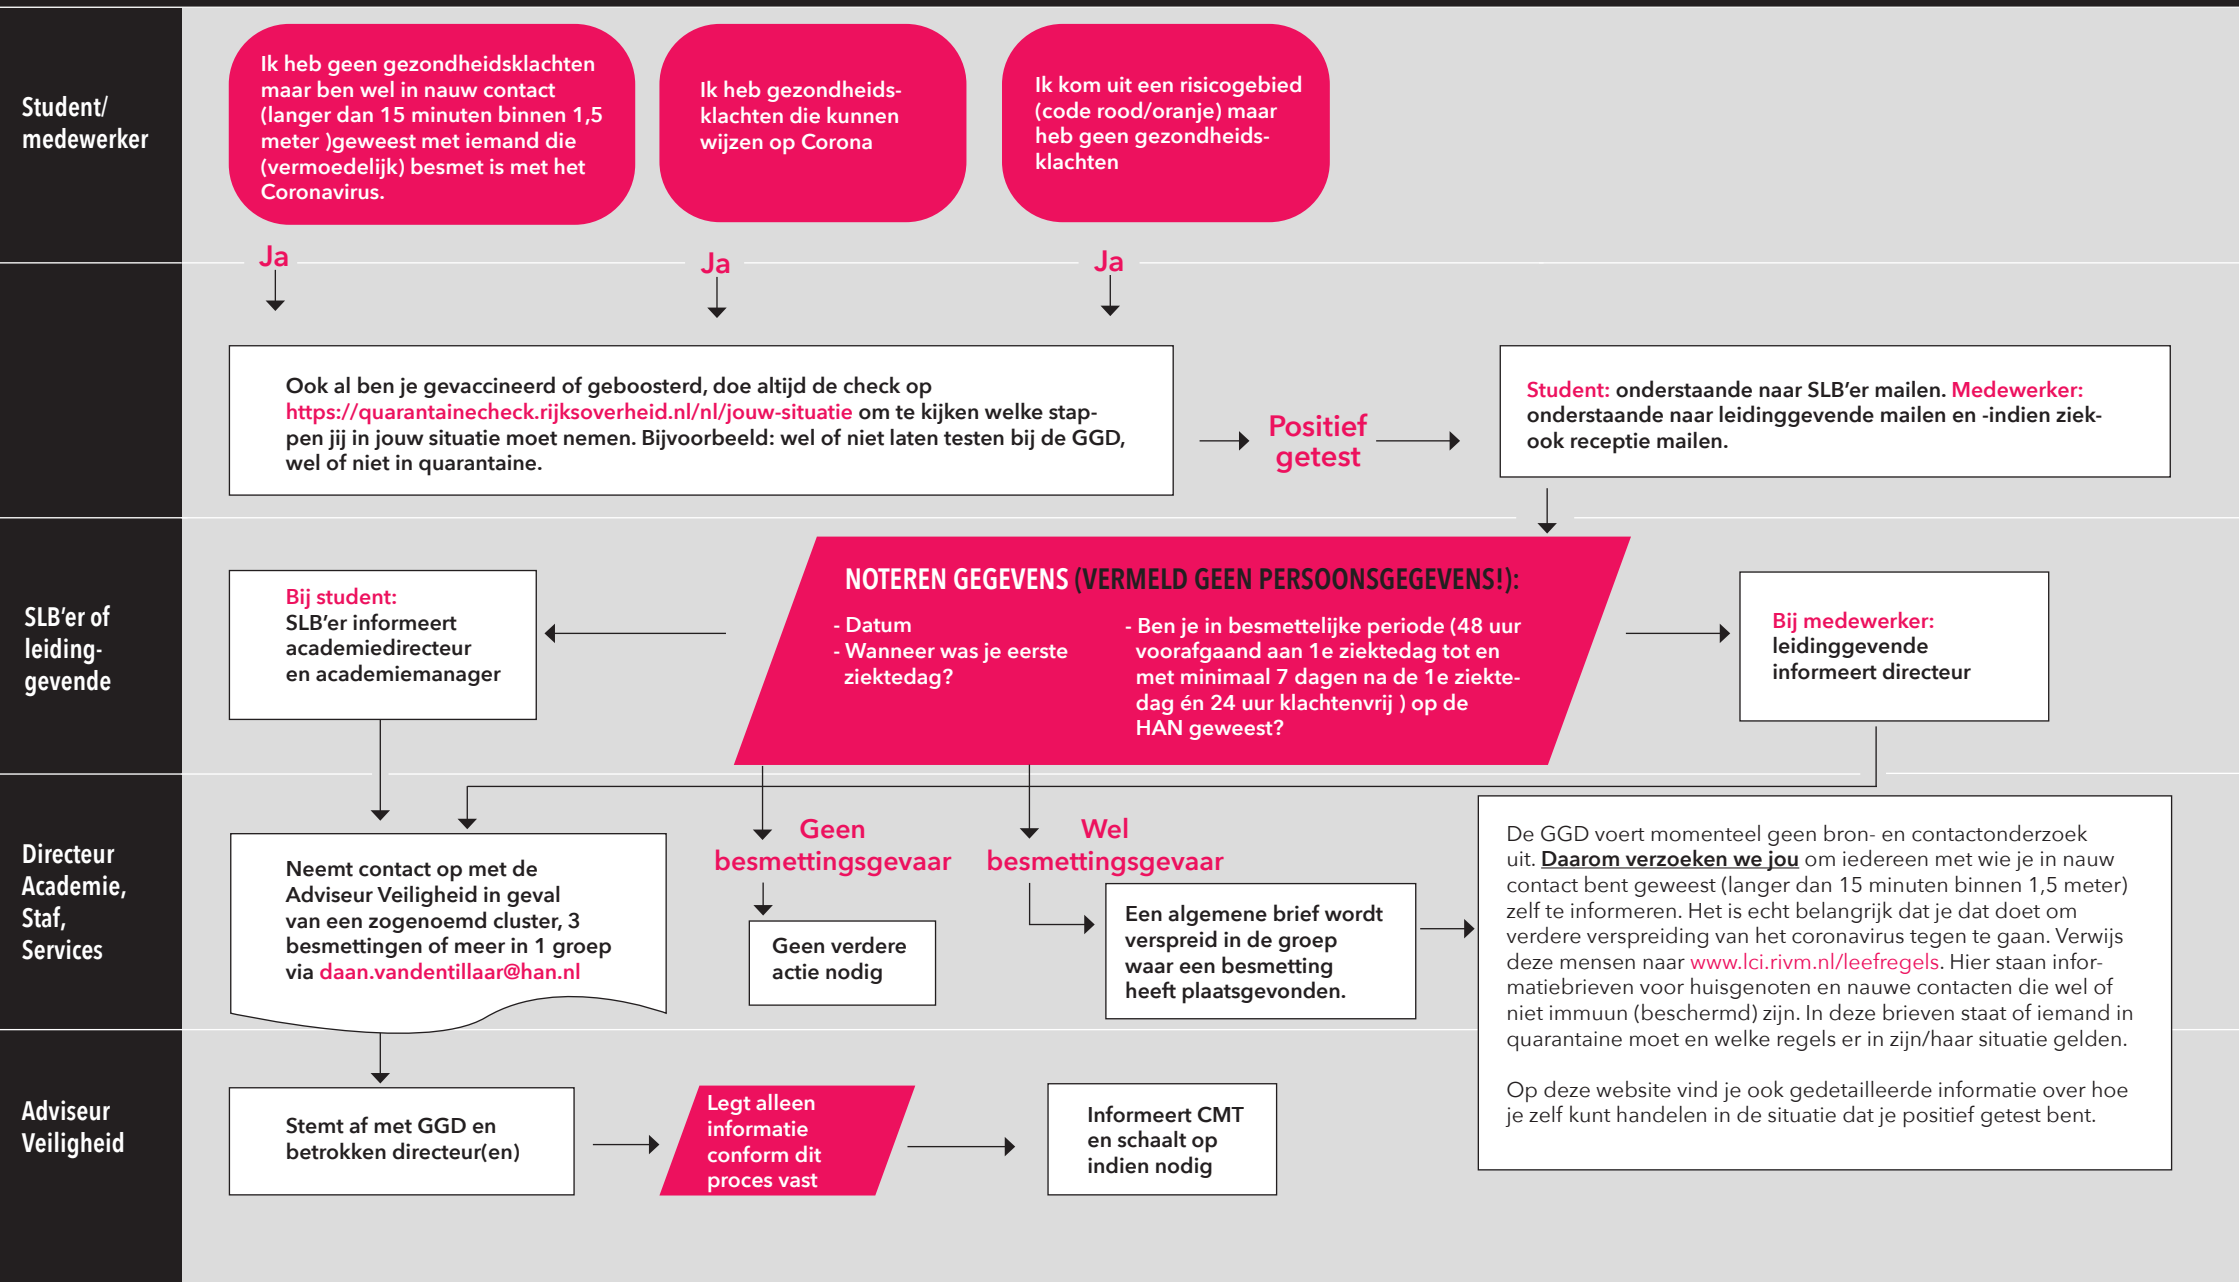 Student/
medewerker
Ik heb geen gezondheidsklachten
maar ben wel in nauw contact
(langer dan 15 minuten binnen 1,5
meter )geweest met iemand die
(vermoedelijk) besmet is met het
Coronavirus.
Ik heb gezondheids-
klachten die kunnen
wijzen op Corona
Ik kom uit een risicogebied
(code rood/oranje) maar
heb geen gezondheids-
klachten
Ja
Ja
Ja
Ook al ben je gevaccineerd of geboosterd, doe altijd de check op
https://quarantainecheck.rijksoverheid.nl/nl/jouw-situatie om te kijken welke stap-
pen jij in jouw situatie moet nemen. Bijvoorbeeld: wel of niet laten testen bij de GGD,
wel of niet in quarantaine.
Positief
getest
Student: onderstaande naar SLB'er mailen. Medewerker:
onderstaande naar leidinggevende mailen en -indien ziek-
ook receptie mailen.
SLB'er of
leiding-
gevende
Bij student:
SLB'er informeert
academiedirecteur
en academiemanager
NOTEREN GEGEVENS (VERMELD GEEN PERSOONSGEGEVENS!):
- Datum
- Wanneer was je eerste
ziektedag?
- Ben je in besmettelijke periode (48 uur
voorafgaand aan 1e ziektedag tot en
met minimaal 7 dagen na de 1e ziekte-
dag én 24 uur klachtenvrij ) op de
HAN geweest?
Bij medewerker:
leidinggevende
informeert directeur
Directeur
Academie,
Staf,
Services
Neemt contact op met de
Adviseur Veiligheid in geval
van een zogenoemd cluster, 3
besmettingen of meer in 1 groep
via daan.vandentillaar@han.nl
Geen
besmettingsgevaar
Geen verdere
actie nodig
Wel
besmettingsgevaar
Een algemene brief wordt
verspreid in de groep
waar een besmetting
heeft plaatsgevonden.
De GGD voert momenteel geen bron- en contactonderzoek
uit. Daarom verzoeken we jou om iedereen met wie je in nauw
contact bent geweest (langer dan 15 minuten binnen 1,5 meter)
zelf te informeren. Het is echt belangrijk dat je dat doet om
verdere verspreiding van het coronavirus tegen te gaan. Verwijs
deze mensen naar www.lci.rivm.nl/leefregels. Hier staan infor-
matiebrieven voor huisgenoten en nauwe contacten die wel of
niet immuun (beschermd) zijn. In deze brieven staat of iemand in
quarantaine moet en welke regels er in zijn/haar situatie gelden.
Op deze website vind je ook gedetailleerde informatie over hoe
je zelf kunt handelen in de situatie dat je positief getest bent.
Adviseur
Veiligheid
Stemt af met GGD en
betrokken directeur(en)
Legt alleen
informatie
conform dit
proces vast
Informeert CMT
en schaalt op
indien nodig